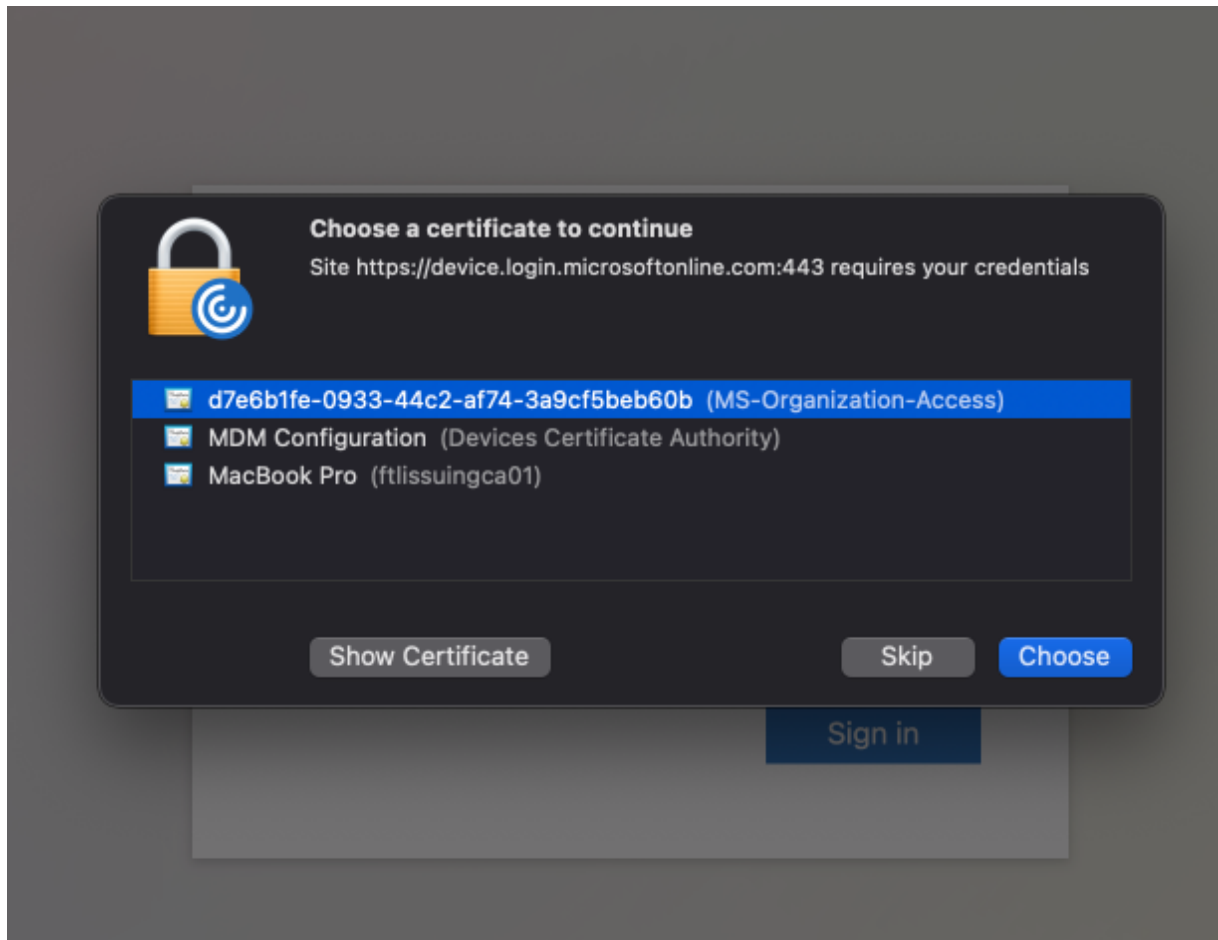 Choose a certificate to continue
Site https://device.login.microsoftonline.com:443 requires your credentials
d7e6b1fe-0933-44c2-af74-3a9cf5beb60b (MS-Organization-Access)
MDM Configuration (Devices Certificate Authority)
MacBook Pro (ftlissuingca01)
Show Certificate Skip Choose
Sign in